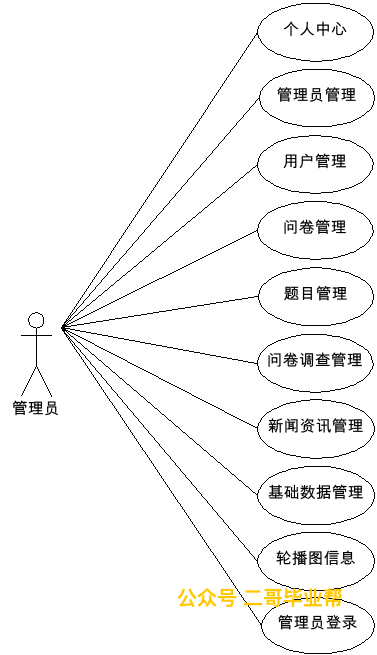 个人中心
管理员管理
用户管理
问卷管理
题目管理
问卷调查管理
管理员
新闻资讯管理
基础数据管理
轮播图信息
公众号 二哥毕业帮
管理员登录